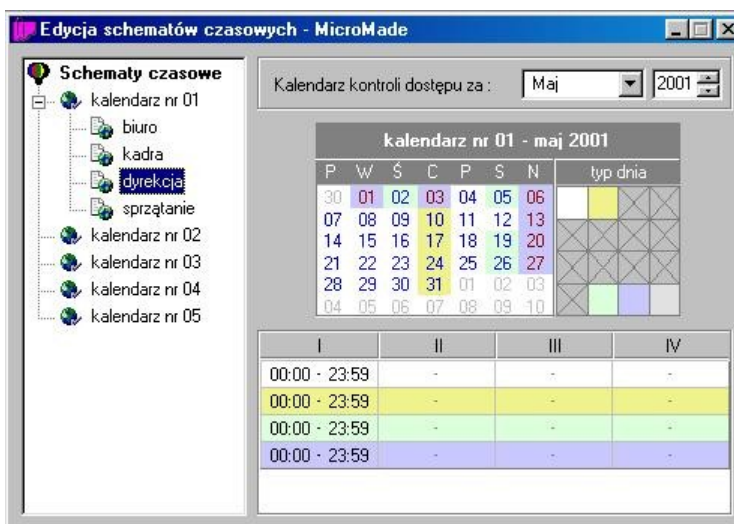 Edycja schematów czasowych - MicroMade
Schematy czasowe
kalendarz nr 01
biuro
kadra
dyrekcja
sprzątanie
kalendarz nr 02
kalendarz nr 03
kalendarz nr 04
kalendarz nr 05
Kalendarz kontroli dostępu za : Maj 2001
kalendarz nr 01 - maj 2001
P W Ś C P S N typ dnia
30 01 02 03 04 05 06
07 08 09 10 11 12 13
14 15 16 17 18 19 20
21 22 23 24 25 26 27
28 29 30 31 01 02 03
04 05 06 07 08 09 10
I II III IV
00:00 - 23:59 - - -
00:00 - 23:59 - - -
00:00 - 23:59 - - -
00:00 - 23:59 - - -